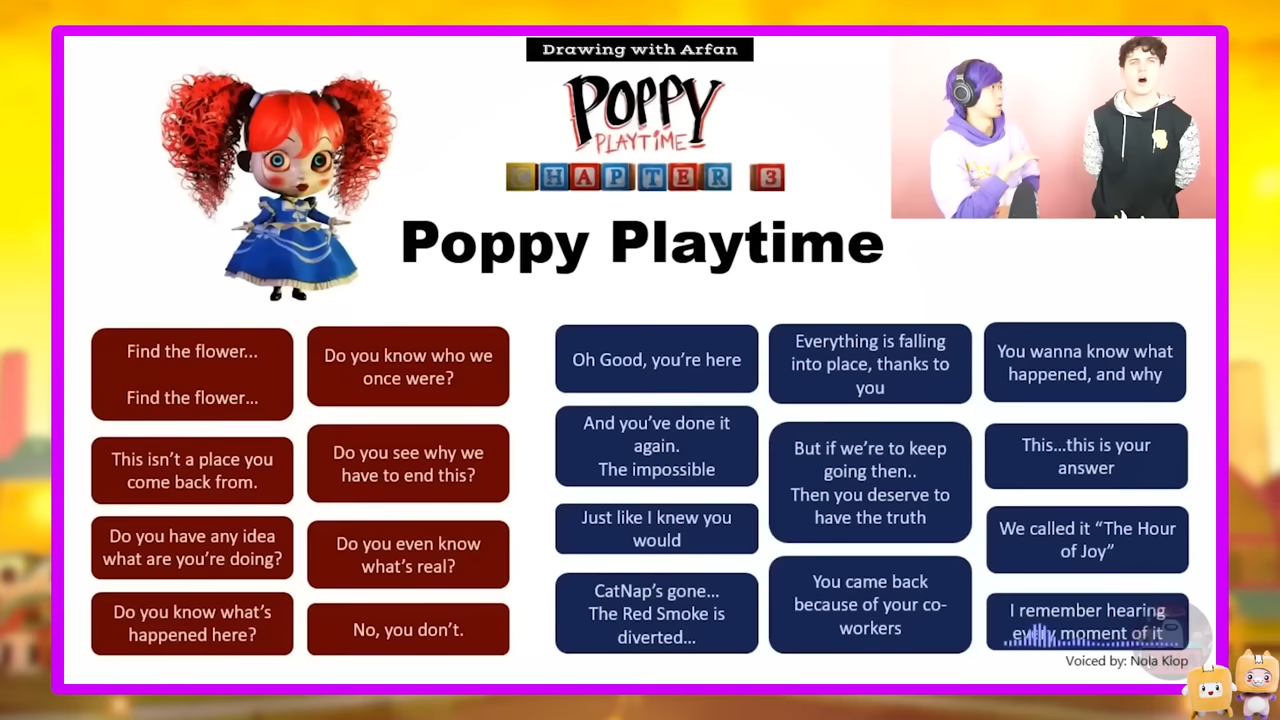 Drawing with Arfan
POPPY
PLAYTIME
CHAPTER 3
Poppy Playtime
Find the flower...
Find the flower...
This isn't a place you
come back from.
Do you have any idea
what are you're doing?
Do you know what's
happened here?
Do you know who we
once were?
Do you see why we
have to end this?
Do you even know
what's real?
No, you don't.
Oh Good, you're here
And you've done it
again.
The impossible
Just like I knew you
would
CatNap's gone...
The Red Smoke is
diverted...
Everything is falling
into place, thanks to
you
But if we're to keep
going then..
Then you deserve to
have the truth
You came back
because of your co-
workers
You wanna know what
happened, and why
This...this is your
answer
We called it “The Hour
of Joy”
I remember hearing
every moment of it
Voiced by: Nola Klop